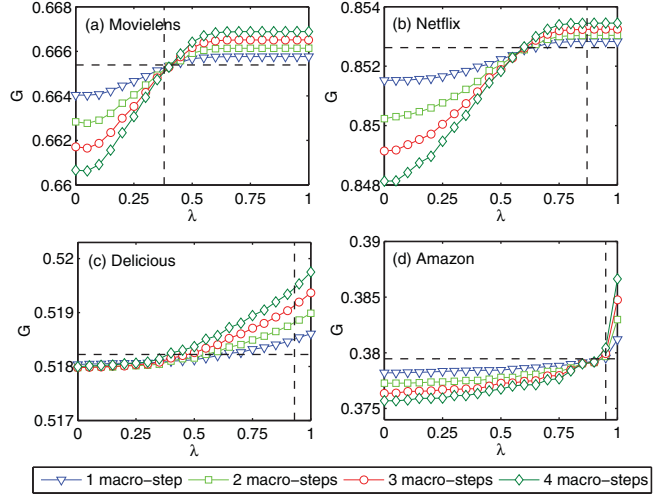 (a) Movielens
G
0.668
0.666
0.664
0.662
0.66
0 0.25 0.5 0.75 1
λ
(b) Netflix
G
0.854
0.852
0.85
0.848
0 0.25 0.5 0.75 1
λ
(c) Delicious
G
0.52
0.519
0.518
0.517
0 0.25 0.5 0.75 1
λ
(d) Amazon
G
0.39
0.385
0.38
0.375
0 0.25 0.5 0.75 1
λ
1 macro-step 2 macro-steps 3 macro-steps 4 macro-steps